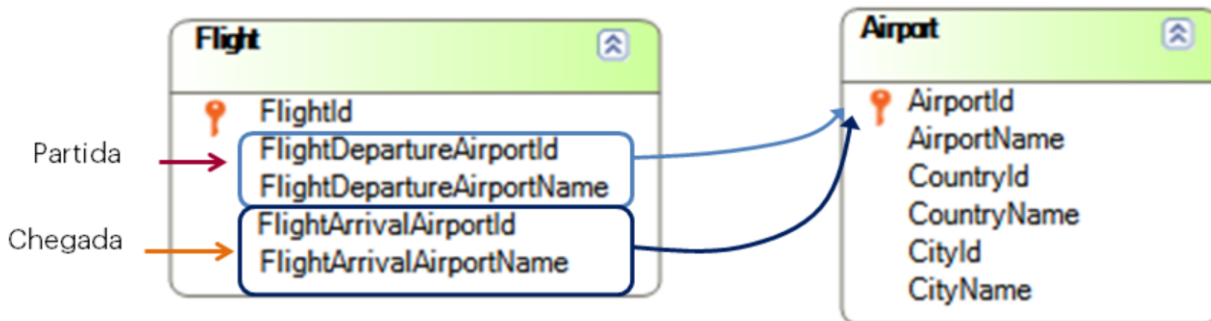 Flight
FlightId
Partida
FlightDepartureAirportId
FlightDepartureAirportName
Chegada
FlightArrivalAirportId
FlightArrivalAirportName
Airport
AirportId
AirportName
CountryId
CountryName
CityId
CityName